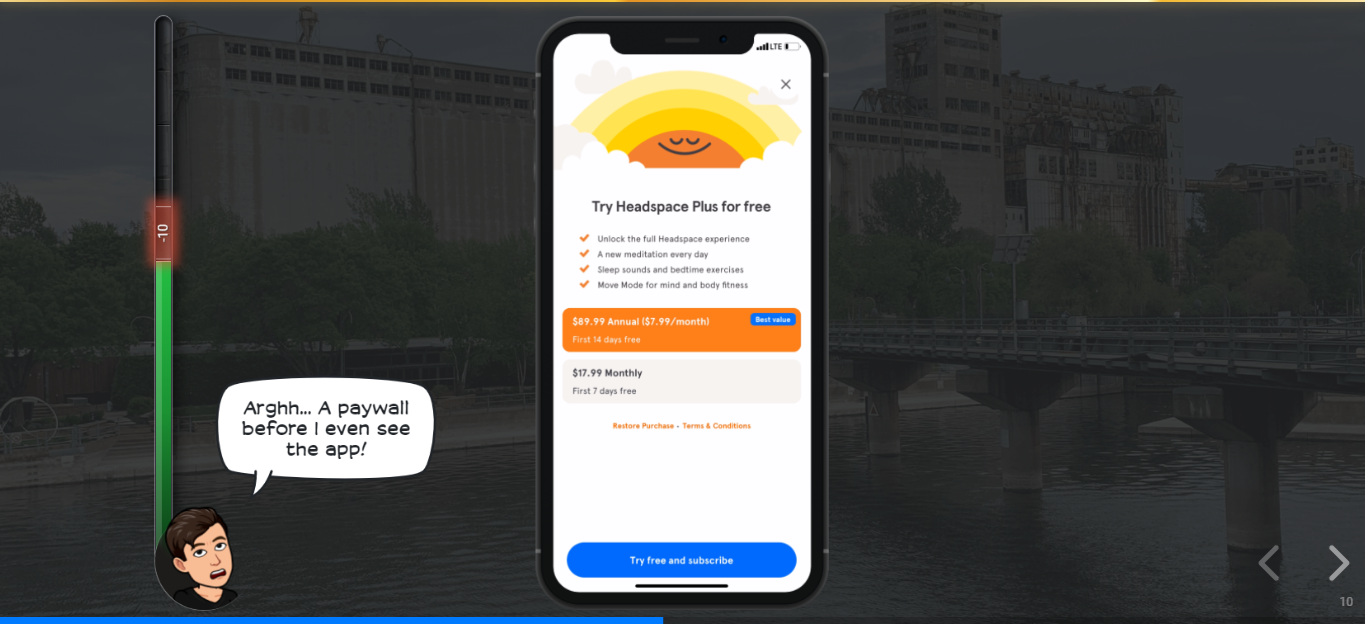 LTE
Try Headspace Plus for free
Unlock the full Headspace experience
A new meditation every day
Sleep sounds and bedtime exercises
Move Mode for mind and body fitness
$89.99 Annual ($7.99/month)
Best value
First 14 days free
$17.99 Monthly
First 7 days free
Restore Purchase - Terms & Conditions
Try free and subscribe
-10
Arghh... A paywall
before I even see
the app!
10